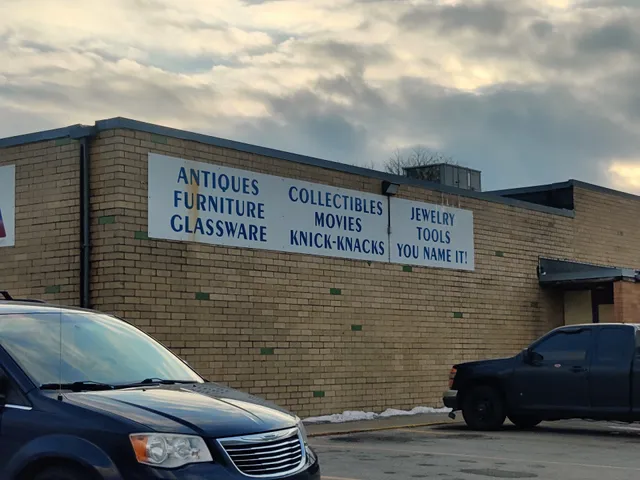 ANTIQUES
FURNITURE
GLASSWARE
COLLECTIBLES
MOVIES
KNICK-KNACKS
JEWELRY
TOOLS
YOU NAME IT!